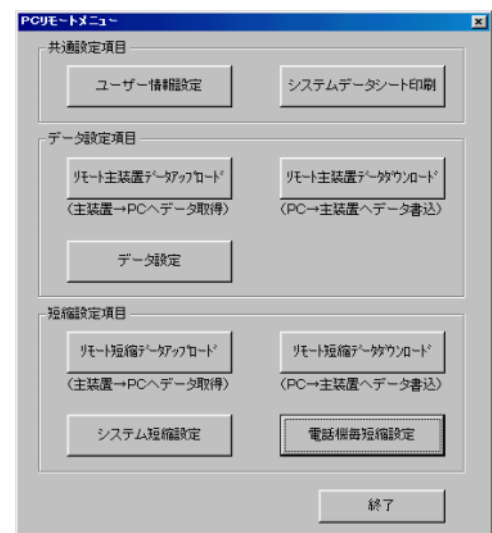 PCリモートメニュー
共通設定項目
ユーザー情報設定
システムデータシート印刷
データ設定項目
ﾘﾓｰﾄ主装置ﾃﾞｰﾀｱｯﾌﾟﾛｰﾄﾞ
ﾘﾓｰﾄ主装置ﾃﾞｰﾀﾀﾞｳﾝﾛｰﾄﾞ
(主装置→PCへデータ取得)
(PC→主装置へデータ書込)
データ設定
短縮設定項目
ﾘﾓｰﾄ短縮ﾃﾞｰﾀｱｯﾌﾟﾛｰﾄﾞ
ﾘﾓｰﾄ短縮ﾃﾞｰﾀﾀﾞｳﾝﾛｰﾄﾞ
(主装置→PCへデータ取得)
(PC→主装置へデータ書込)
システム短縮設定
電話機毎短縮設定
終了